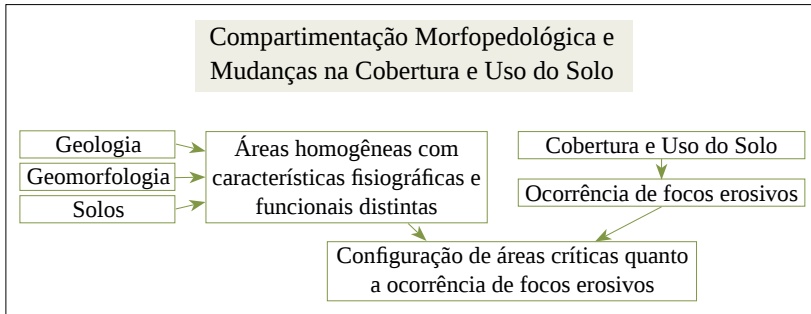 Compartimentação Morfopedológica e
Mudanças na Cobertura e Uso do Solo
Geologia
Geomorfologia
Solos
Áreas homogêneas com
características fisiográficas e
funcionais distintas
Cobertura e Uso do Solo
Ocorrência de focos erosivos
Configuração de áreas críticas quanto
a ocorrência de focos erosivos